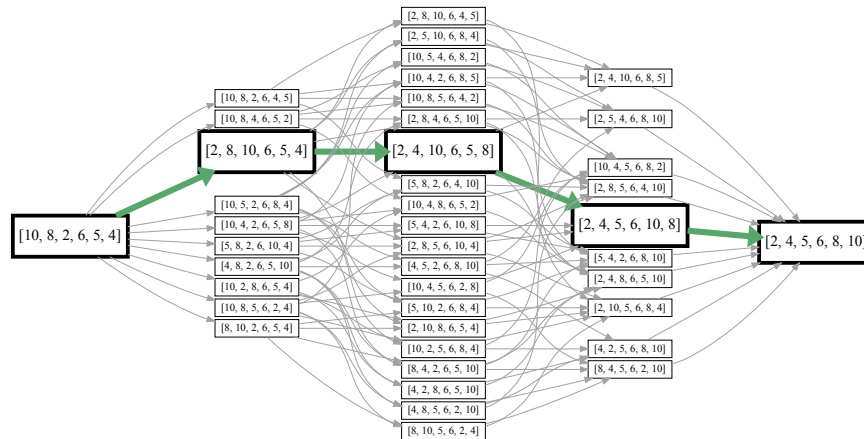 [10, 8, 2, 6, 5, 4]
[10, 8, 2, 6, 4, 5]
[10, 8, 4, 6, 5, 2]
[2, 8, 10, 6, 5, 4]
[10, 5, 2, 6, 8, 4]
[10, 4, 2, 6, 5, 8]
[5, 8, 2, 6, 10, 4]
[4, 8, 2, 6, 5, 10]
[10, 2, 8, 6, 5, 4]
[10, 8, 5, 6, 2, 4]
[8, 10, 2, 6, 5, 4]
[2, 8, 10, 6, 4, 5]
[2, 5, 10, 6, 8, 4]
[10, 5, 4, 6, 8, 2]
[10, 4, 2, 6, 8, 5]
[10, 8, 5, 6, 4, 2]
[2, 8, 4, 6, 5, 10]
[2, 4, 10, 6, 5, 8]
[5, 8, 2, 6, 4, 10]
[10, 4, 8, 6, 5, 2]
[5, 4, 2, 6, 10, 8]
[2, 8, 5, 6, 10, 4]
[4, 5, 2, 6, 8, 10]
[10, 4, 5, 6, 2, 8]
[5, 10, 2, 6, 8, 4]
[2, 10, 8, 6, 5, 4]
[10, 2, 5, 6, 8, 4]
[8, 4, 2, 6, 5, 10]
[4, 2, 8, 6, 5, 10]
[4, 8, 5, 6, 2, 10]
[8, 10, 5, 6, 2, 4]
[2, 4, 10, 6, 8, 5]
[2, 5, 4, 6, 8, 10]
[10, 4, 5, 6, 8, 2]
[2, 8, 5, 6, 4, 10]
[2, 4, 5, 6, 10, 8]
[5, 4, 2, 6, 8, 10]
[2, 4, 8, 6, 5, 10]
[2, 10, 5, 6, 8, 4]
[4, 2, 5, 6, 8, 10]
[8, 4, 5, 6, 2, 10]
[2, 4, 5, 6, 8, 10]